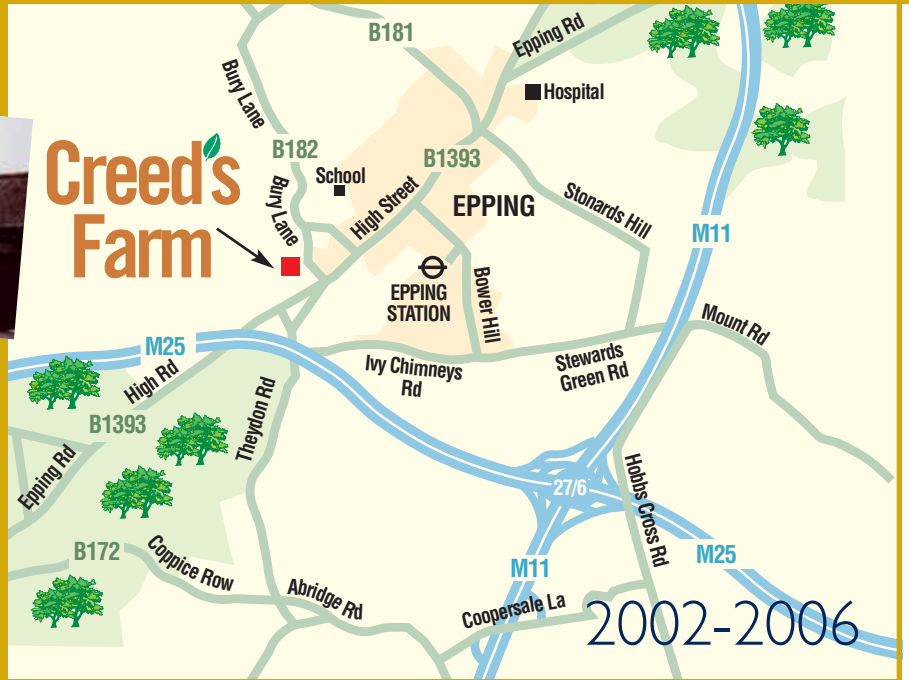 B181
Epping Rd
Bury Lane
Hospital
Creed's
Farm
B182
B1393
School
Bury Lane
High Street
EPPING
Stonards Hill
M11
EPPING
STATION
Bower Hill
Mount Rd
M25
Ivy Chimneys
Rd
Stewards
Green Rd
High Rd
Theydon Rd
B1393
Epping Rd
27/6
Hobbs Cross Rd
B172
Coppice Row
M11
M25
Abridge Rd
Coopersale La
2002-2006